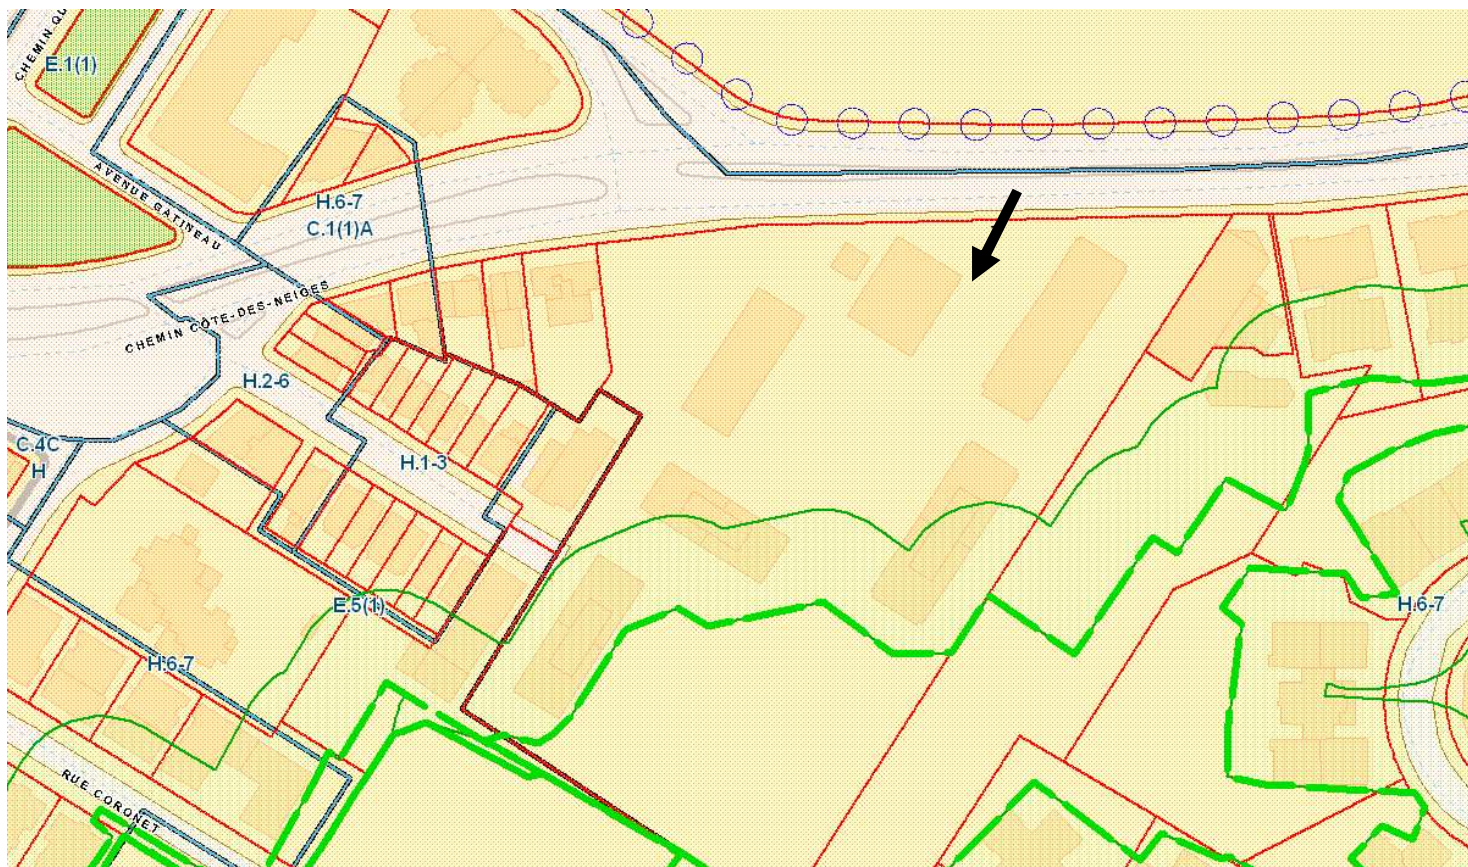 CHEMIN QU
E.1(1)
AVENUE GATINEAU
H.6-7
C.1(1)A
CHEMIN CÔTE-DES-NEIGES
H.2-6
C.4C
H
H.1-3
E.5(1)
H.6-7
H.6-7
RUE CORONET